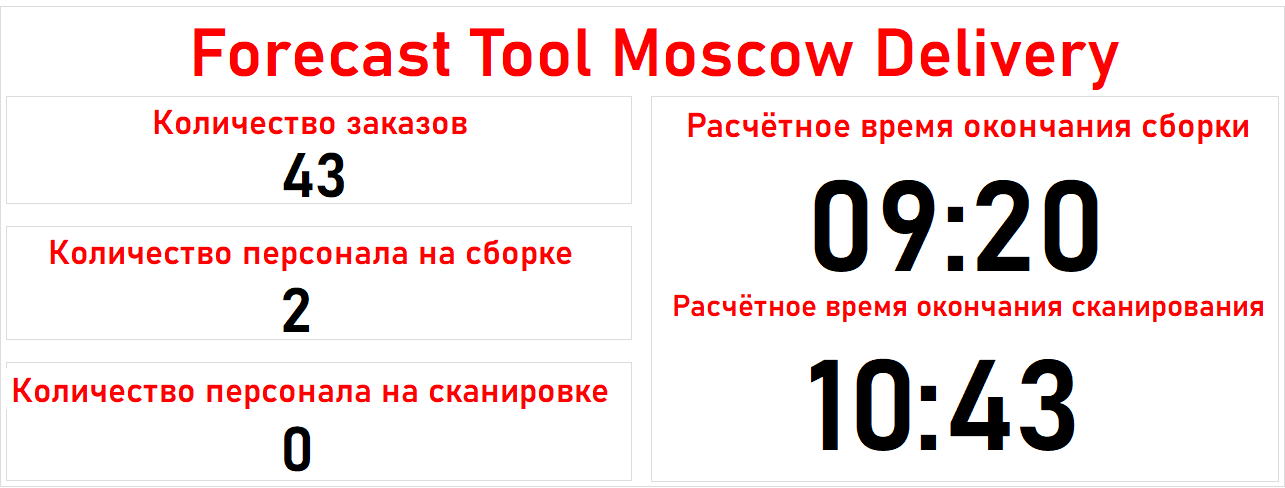 Forecast Tool Moscow Delivery
Количество заказов
43
Количество персонала на сборке
2
Количество персонала на сканировке
0
Расчётное время окончания сборки
09:20
Расчётное время окончания сканирования
10:43